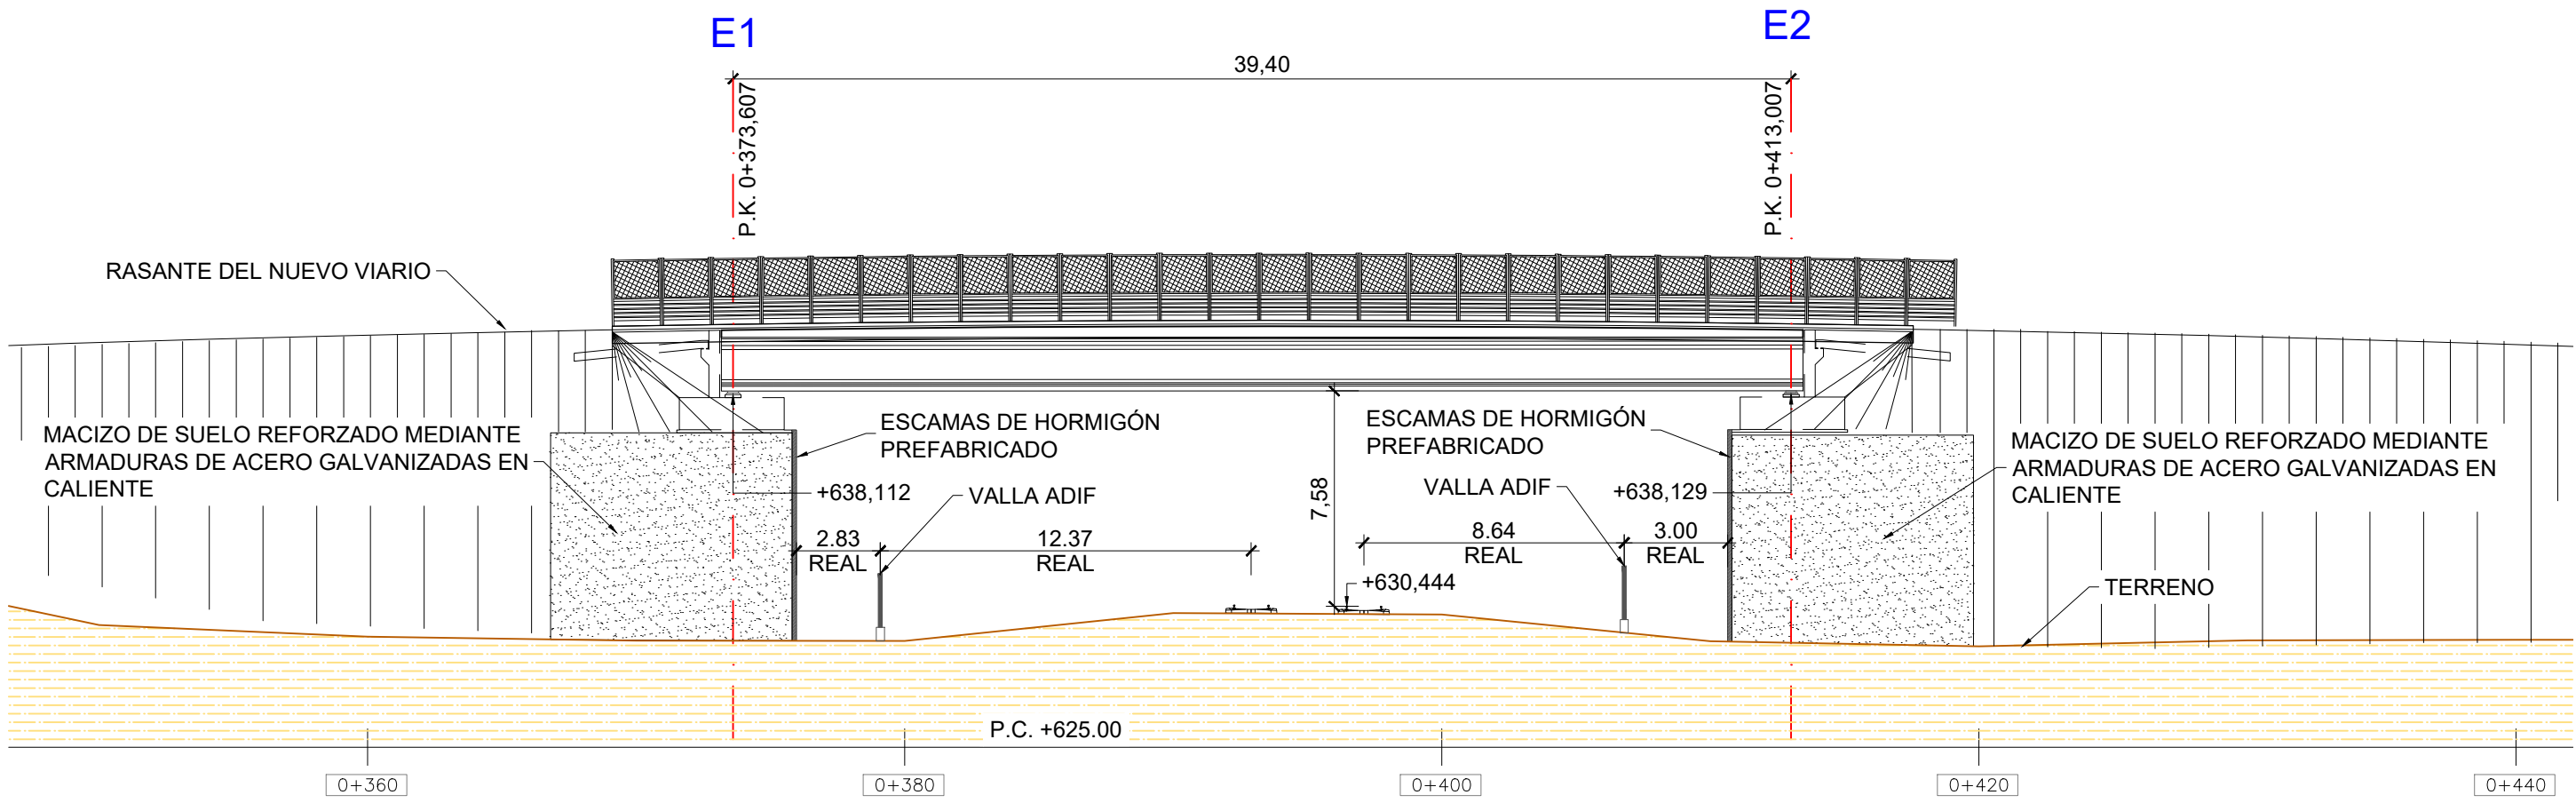 E1
E2
39,40
P.K. 0+373,607
P.K. 0+413,007
RASANTE DEL NUEVO VIARIO
MACIZO DE SUELO REFORZADO MEDIANTE
ARMADURAS DE ACERO GALVANIZADAS EN
CALIENTE
ESCAMAS DE HORMIGÓN
PREFABRICADO
+638,112
VALLA ADIF
2.83
REAL
12.37
REAL
7,58
ESCAMAS DE HORMIGÓN
PREFABRICADO
VALLA ADIF
+638,129
8.64
REAL
3.00
REAL
+630,444
MACIZO DE SUELO REFORZADO MEDIANTE
ARMADURAS DE ACERO GALVANIZADAS EN
CALIENTE
TERRENO
P.C. +625.00
0+360
0+380
0+400
0+420
0+440